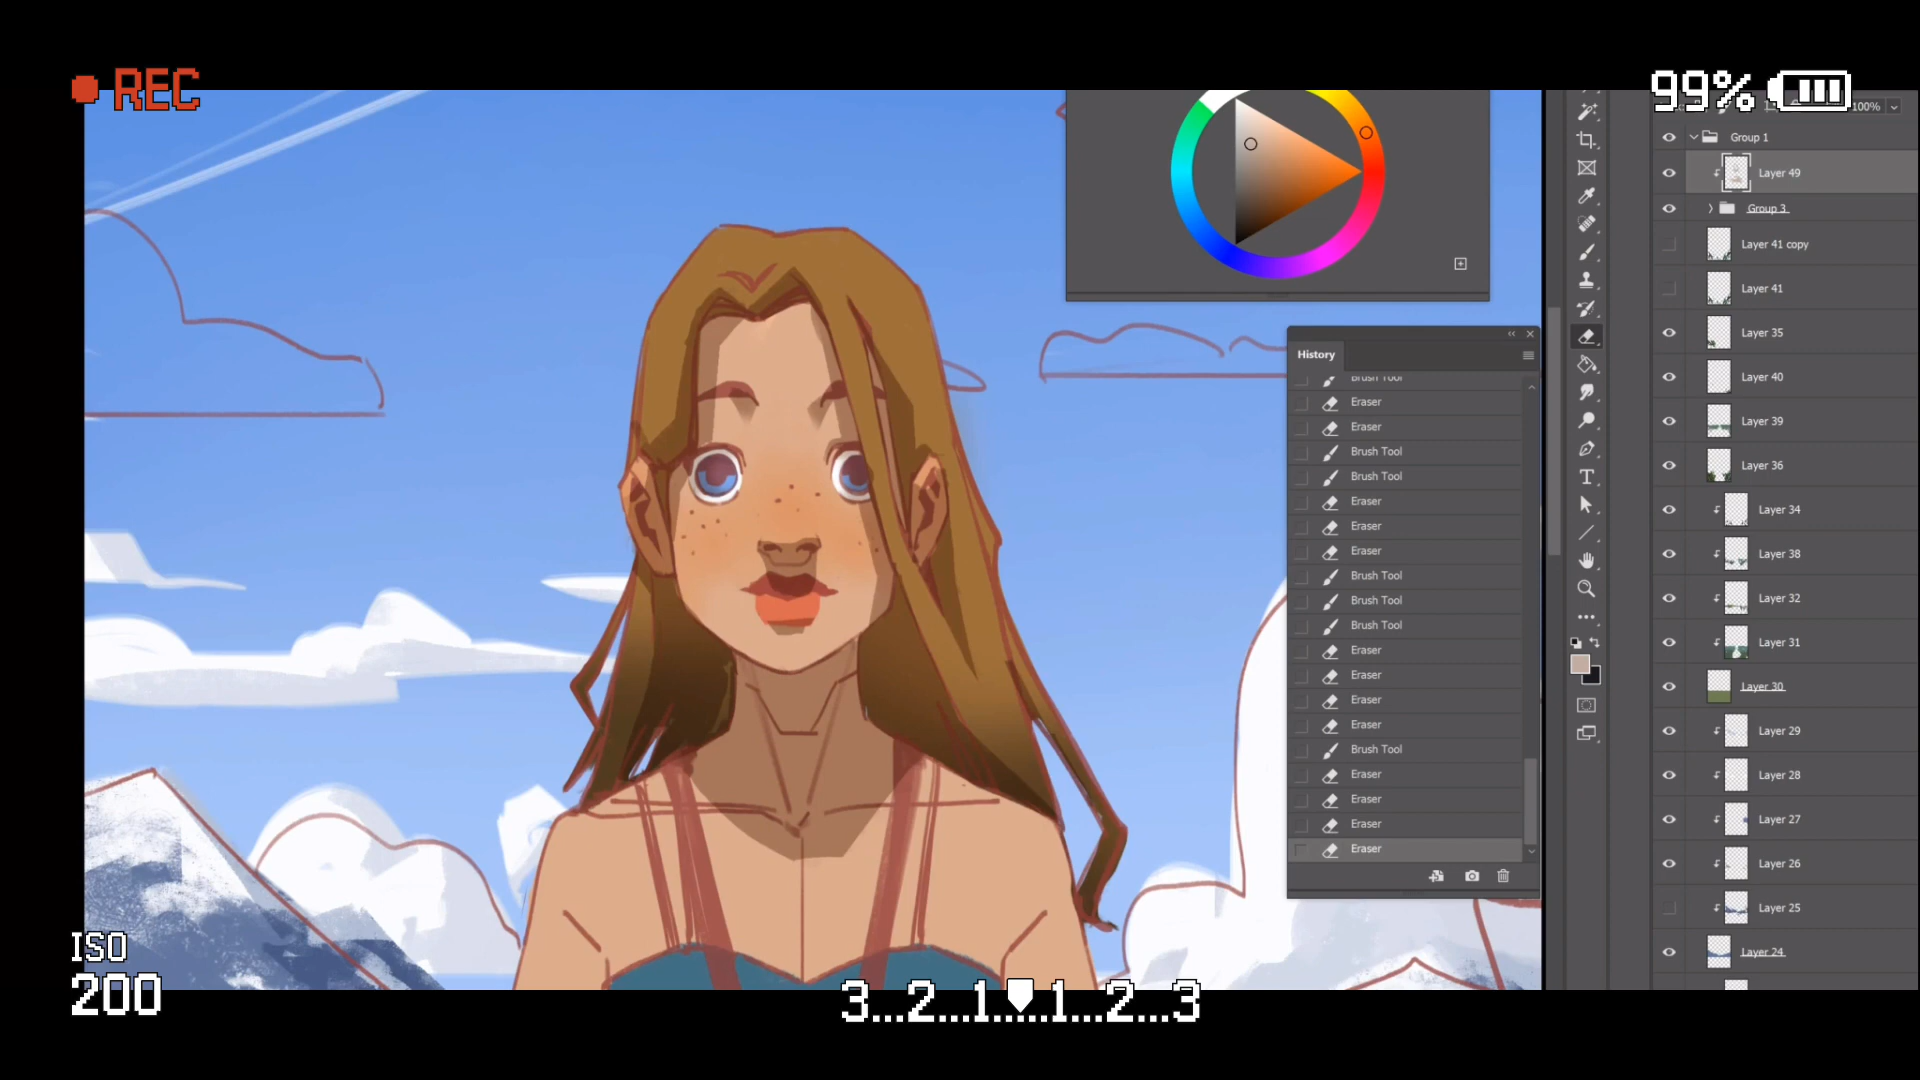 REC
99%
100%
Group 1
Layer 49
Group 3
Layer 41 copy
Layer 41
Layer 35
Layer 40
Layer 39
Layer 36
Layer 34
Layer 38
Layer 32
Layer 31
Layer 30
Layer 29
Layer 28
Layer 27
Layer 26
Layer 25
Layer 24
History
Brush Tool
Eraser
Eraser
Brush Tool
Brush Tool
Eraser
Eraser
Eraser
Brush Tool
Brush Tool
Brush Tool
Eraser
Eraser
Eraser
Eraser
Brush Tool
Eraser
Eraser
Eraser
Eraser
ISO
200
3...2...1...1...2...3